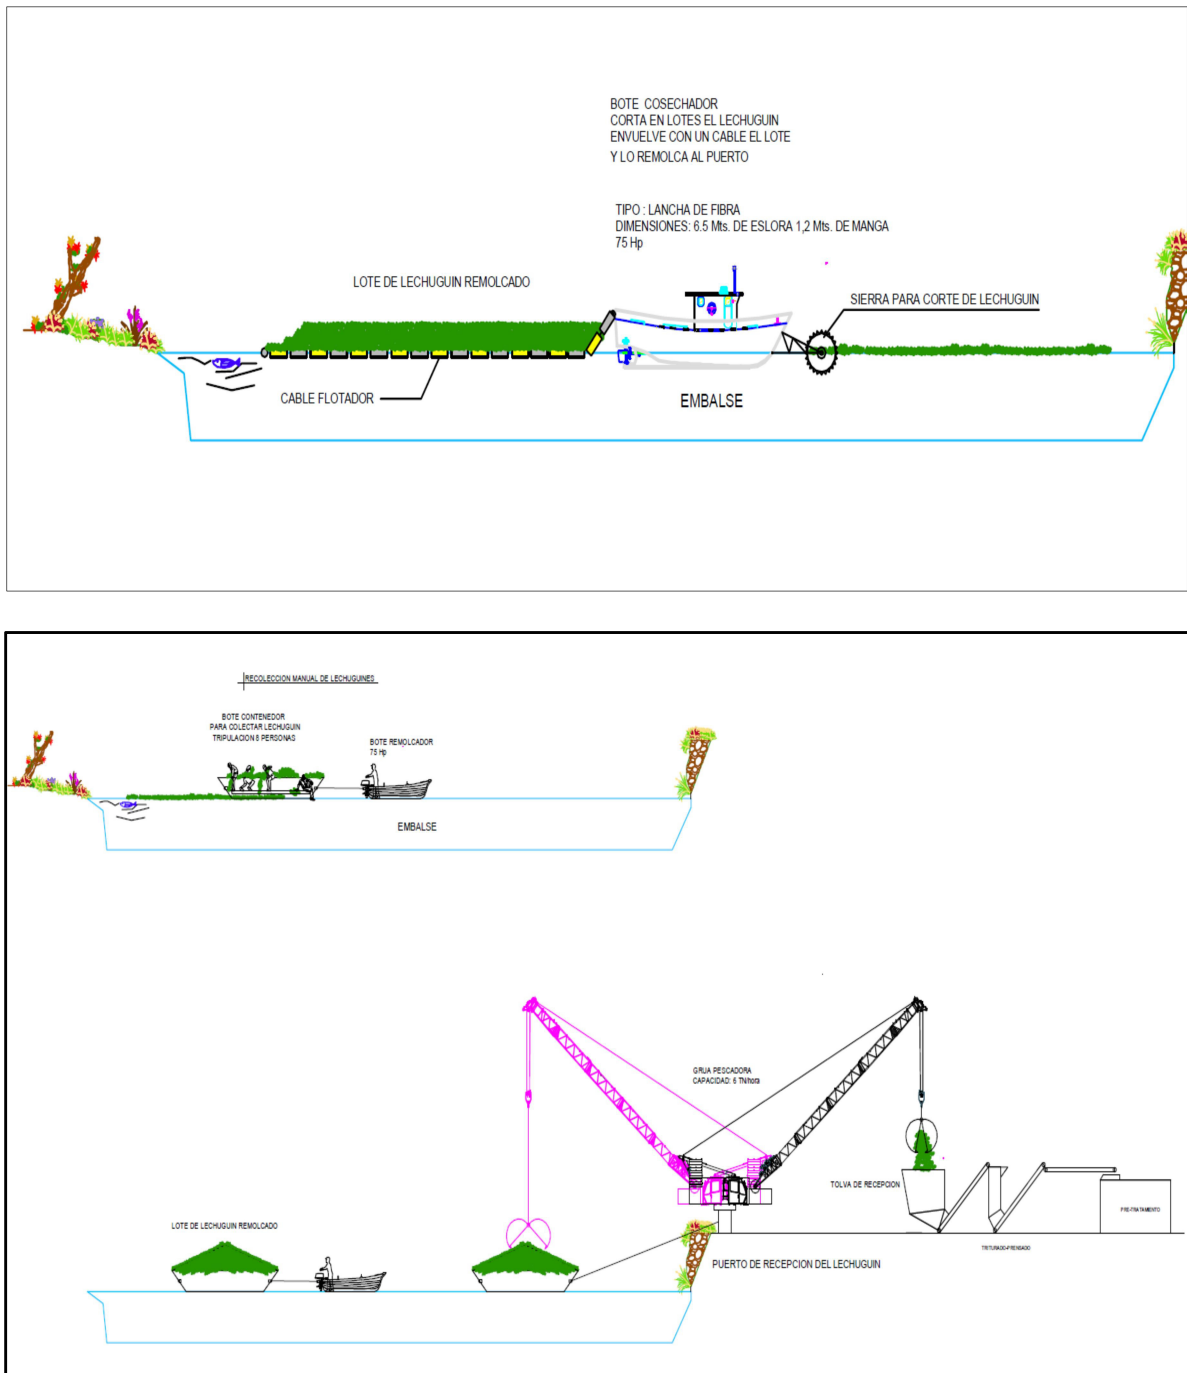 BOTE COSECHADOR
CORTA EN LOTES EL LECHUGUIN
ENVUELVE CON UN CABLE EL LOTE
Y LO REMOLCA AL PUERTO
TIPO : LANCHA DE FIBRA
DIMENSIONES: 6.5 Mts. DE ESLORA 1,2 Mts. DE MANGA
75 Hp
LOTE DE LECHUGUIN REMOLCADO
SIERRA PARA CORTE DE LECHUGUIN
CABLE FLOTADOR
EMBALSE
RECOLECCION MANUAL DE LECHUGUINES
BOTE CONTENEDOR
PARA COLECTAR LECHUGUIN
TRIPULACION 8 PERSONAS
BOTE REMOLCADOR
75 Hp
EMBALSE
GRUA PESCADORA
CAPACIDAD: 5 TN/hora
TOLVA DE RECEPCION
PRE-TRATAMIENTO
LOTE DE LECHUGUIN REMOLCADO
TRITURADO-PRENSADO
PUERTO DE RECEPCION DEL LECHUGUIN